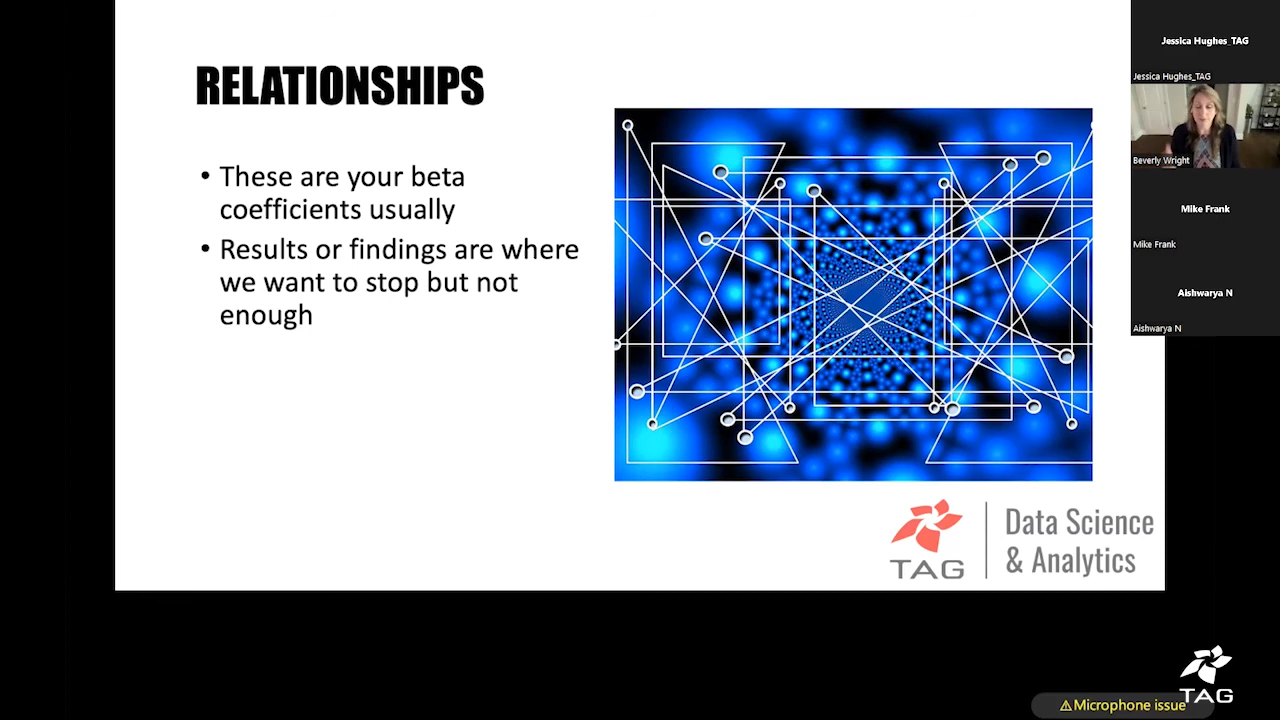 RELATIONSHIPS
• These are your beta
coefficients usually
• Results or findings are where
we want to stop but not
enough
TAG
Data Science
& Analytics
Jessica Hughes_TAG
Jessica Hughes_TAG
Beverly Wright
Mike Frank
Mike Frank
Aishwarya N
Aishwarya N
TAG
⚠Microphone issue